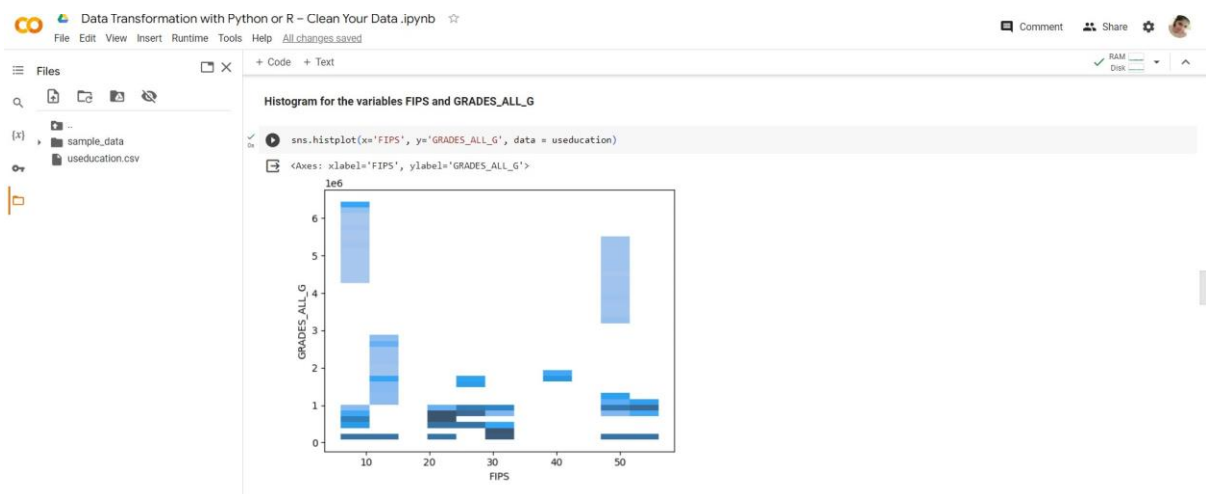 CO
Data Transformation with Python or R – Clean Your Data .ipynb
File Edit View Insert Runtime Tools Help All changes saved
Comment Share
Files
+ Code + Text
RAM
Disk
..
{x}
sample_data
useducation.csv
Histogram for the variables FIPS and GRADES_ALL_G
0s
sns.histplot(x='FIPS', y='GRADES_ALL_G', data = useducation)
<Axes: xlabel='FIPS', ylabel='GRADES_ALL_G'>
1e6
6
5
4
3
2
1
0
GRADES_ALL_G
10 20 30 40 50
FIPS